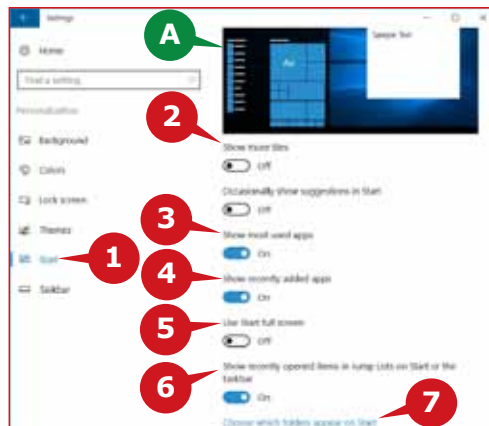 Settings
A
Sample Text
Home
Find a setting
Personalization
2
Background
Show more tiles
Off
Colors
Occasionally show suggestions in Start
Off
Lock screen
3
Themes
Show most used apps
On
1
Start
4
Show recently added apps
On
Taskbar
5
Use Start full screen
Off
6
Show recently opened items in Jump Lists on Start or the
taskbar
On
7
Choose which folders appear on Start